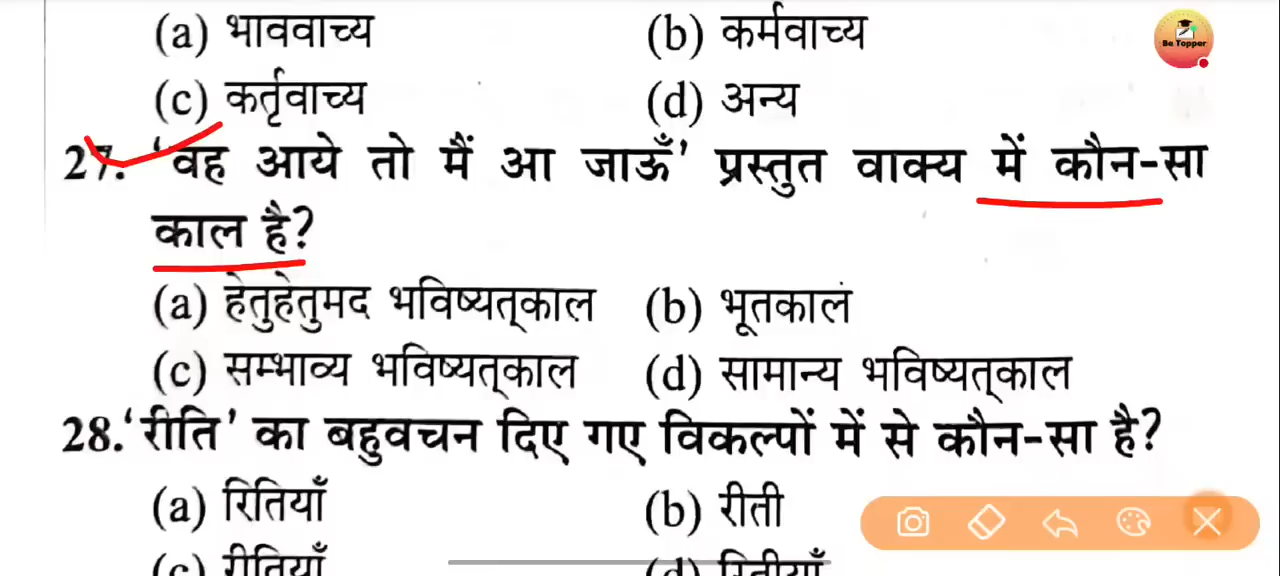 (a) भाववाच्य (b) कर्मवाच्य
Be Topper
(c) कर्तृवाच्य (d) अन्य
27. 'वह आये तो मैं आ जाऊँ' प्रस्तुत वाक्य में कौन-सा
काल है?
(a) हेतुहेतुमद भविष्यत्काल (b) भूतकाल
(c) सम्भाव्य भविष्यत्काल (d) सामान्य भविष्यत्काल
28. 'रीति' का बहुवचन दिए गए विकल्पों में से कौन-सा है?
(a) रितियाँ (b) रीती
(c) रीतियाँ (d) रितीयाँ